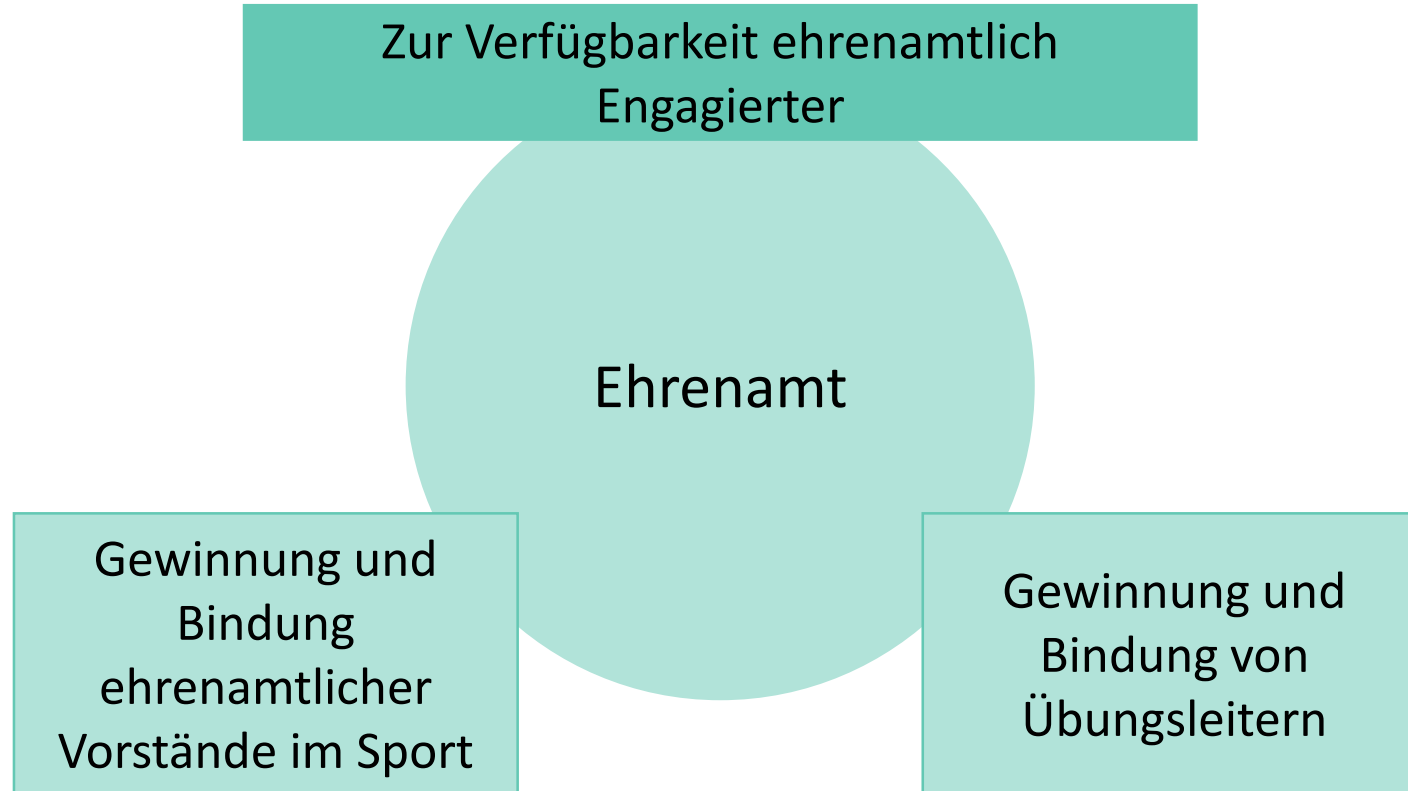 Zur Verfügbarkeit ehrenamtlich
Engagierter
Ehrenamt
Gewinnung und
Bindung
ehrenamtlicher
Vorstände im Sport
Gewinnung und
Bindung von
Übungsleitern